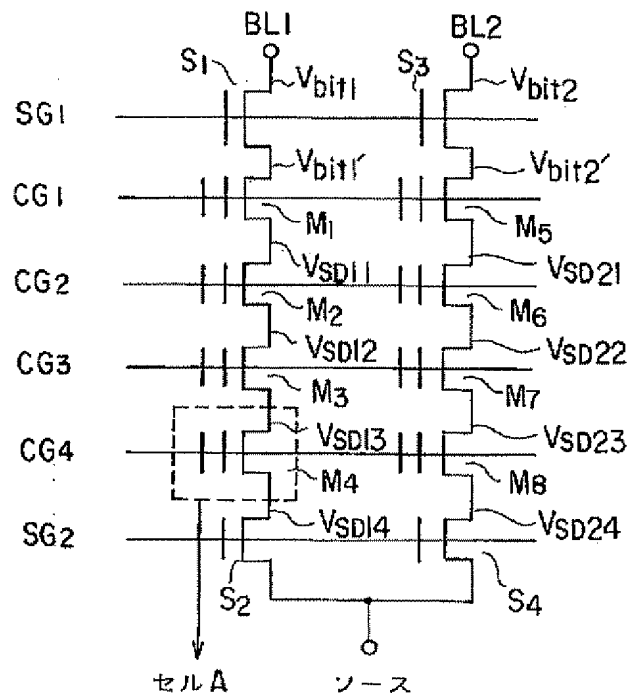 BL1 BL2
S1 Vbit1 S3 Vbit2
SG1
Vbit1' Vbit2'
CG1 M1 M5
VSD11 VSD21
CG2 M2 M6
VSD12 VSD22
CG3 M3 M7
VSD13 VSD23
CG4 M4 M8
VSD14 VSD24
SG2
S2 S4
セルA ソース